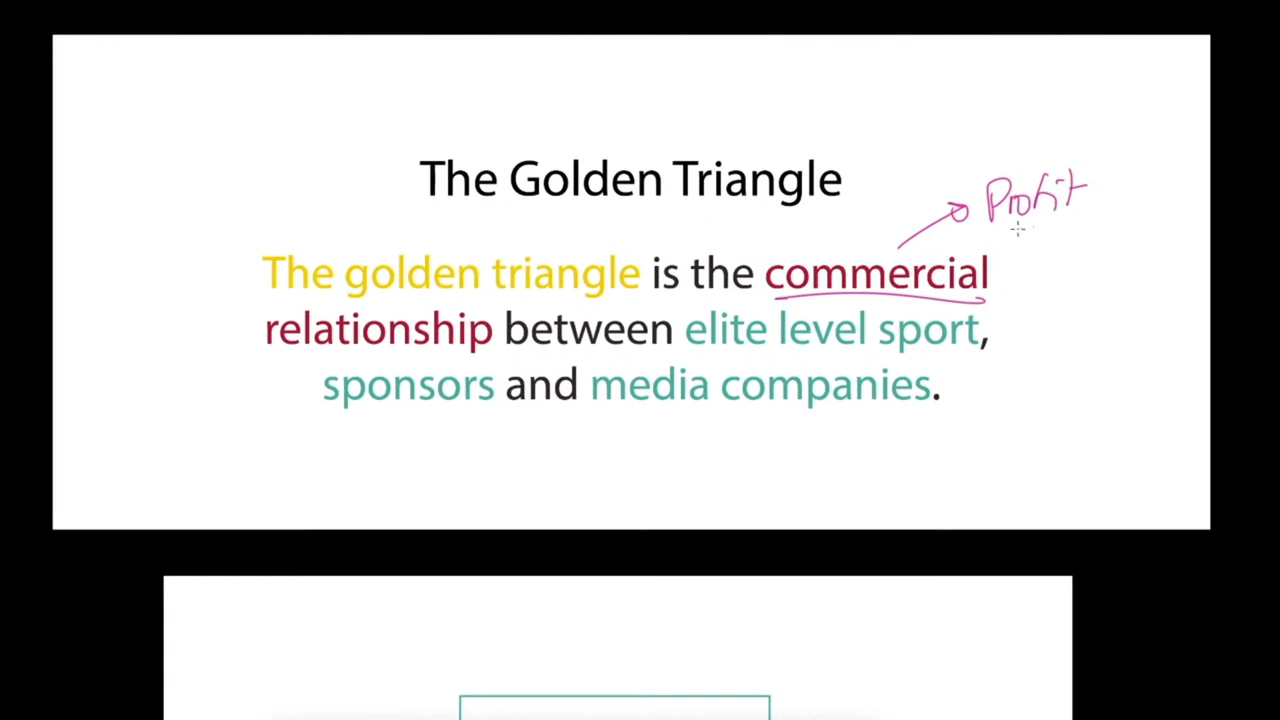 The Golden Triangle
Profit
The golden triangle is the commercial
relationship between elite level sport,
sponsors and media companies.